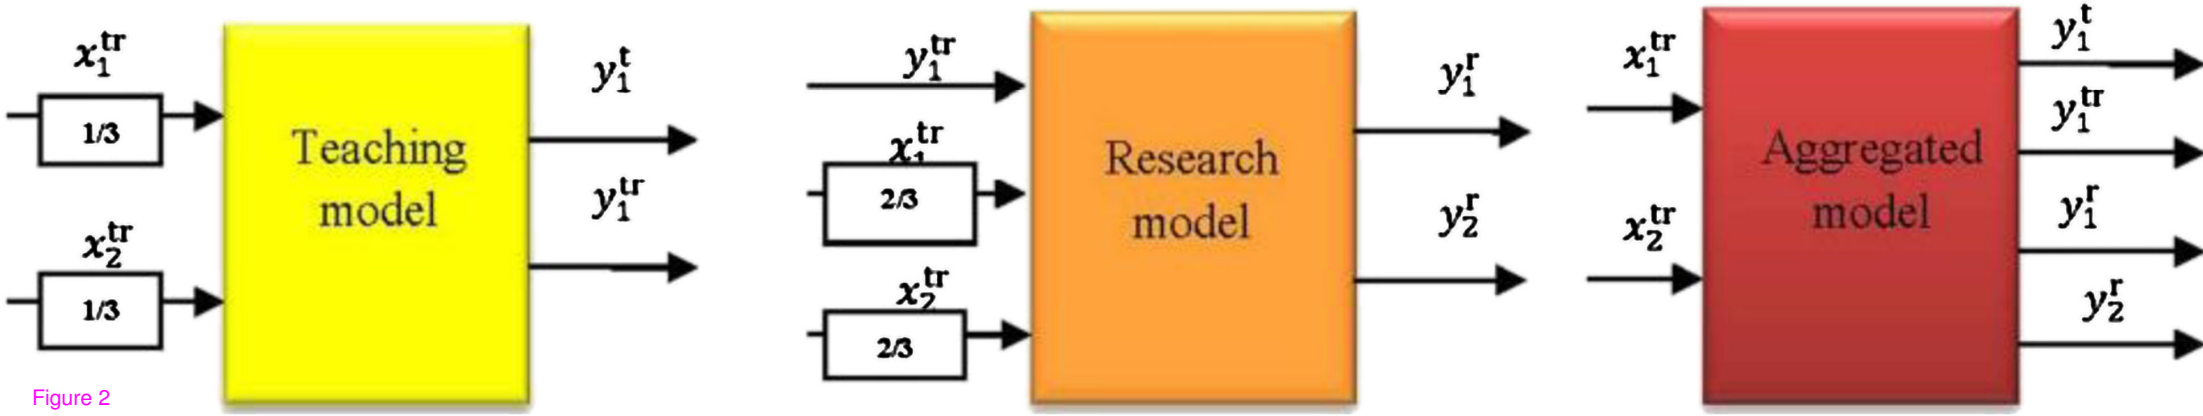 x₁ᵗʳ
1/3
x₂ᵗʳ
1/3
Teaching
model
y₁ᵗ
y₁ᵗʳ
y₁ᵗʳ
x₁ᵗʳ
2/3
x₂ᵗʳ
2/3
Research
model
y₁ʳ
y₂ʳ
x₁ᵗʳ
x₂ᵗʳ
Aggregated
model
y₁ᵗ
y₁ᵗʳ
y₁ʳ
y₂ʳ
Figure 2